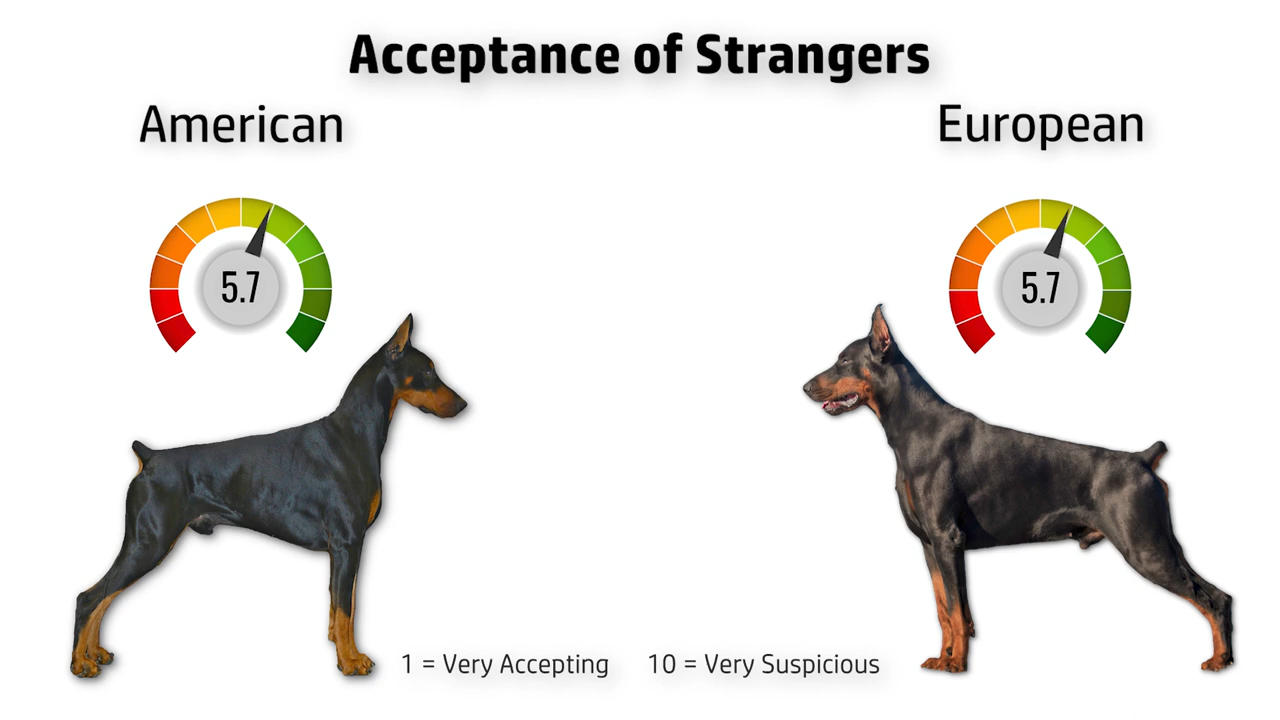 Acceptance of Strangers
American
European
5.7
5.7
1 = Very Accepting
10 = Very Suspicious